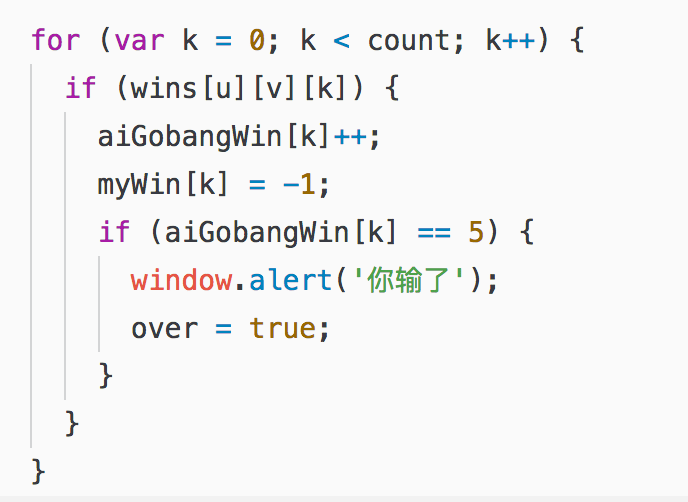 for (var k = 0; k < count; k++) {
if (wins[u][v][k]) {
aiGobangWin[k]++;
myWin[k] = -1;
if (aiGobangWin[k] == 5) {
window.alert('你输了');
over = true;
}
}
}